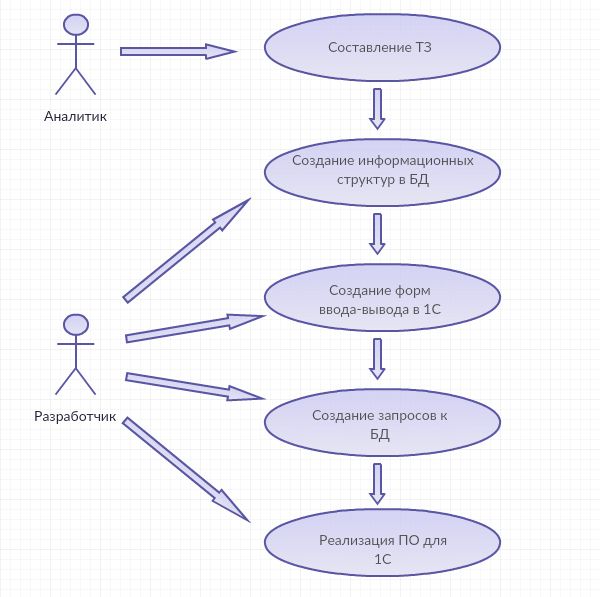 Составление ТЗ
Аналитик
Создание информационных
структур в БД
Создание форм
ввода-вывода в 1С
Разработчик
Создание запросов к
БД
Реализация ПО для
1С